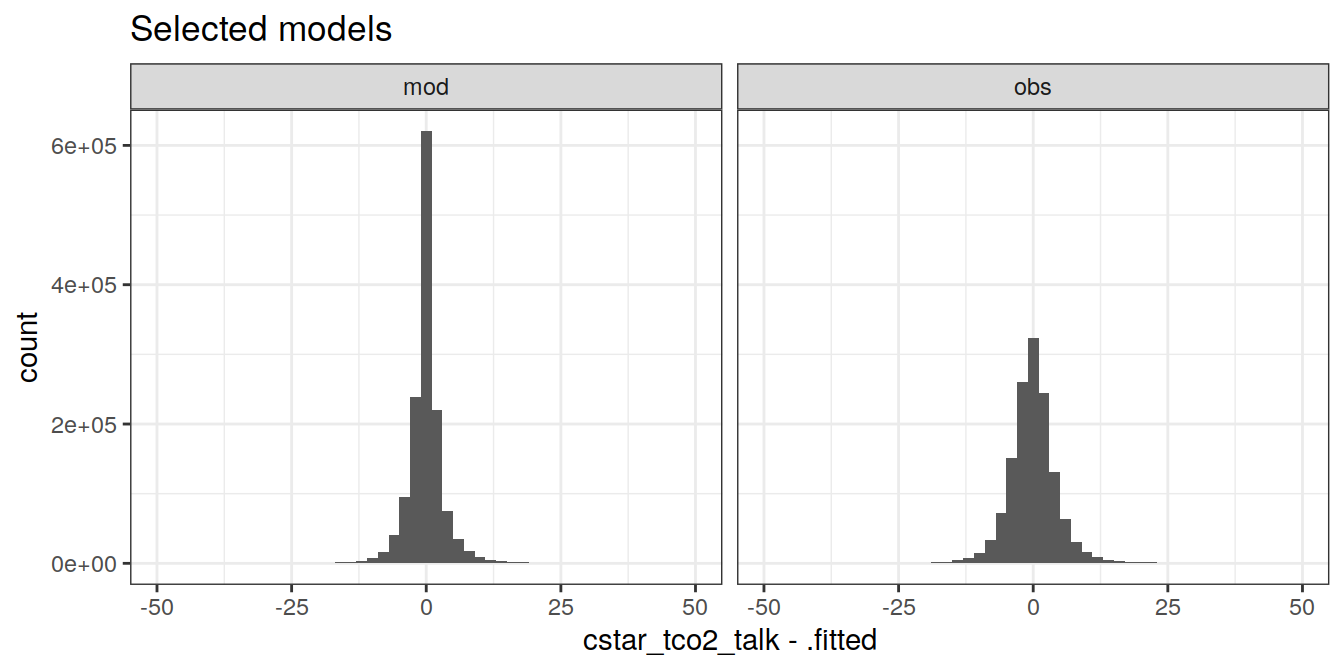 Selected models
mod obs
6e+05
4e+05
2e+05
0e+00
count
-50 -25 0 25 50 -50 -25 0 25 50
cstar_tco2_talk - .fitted